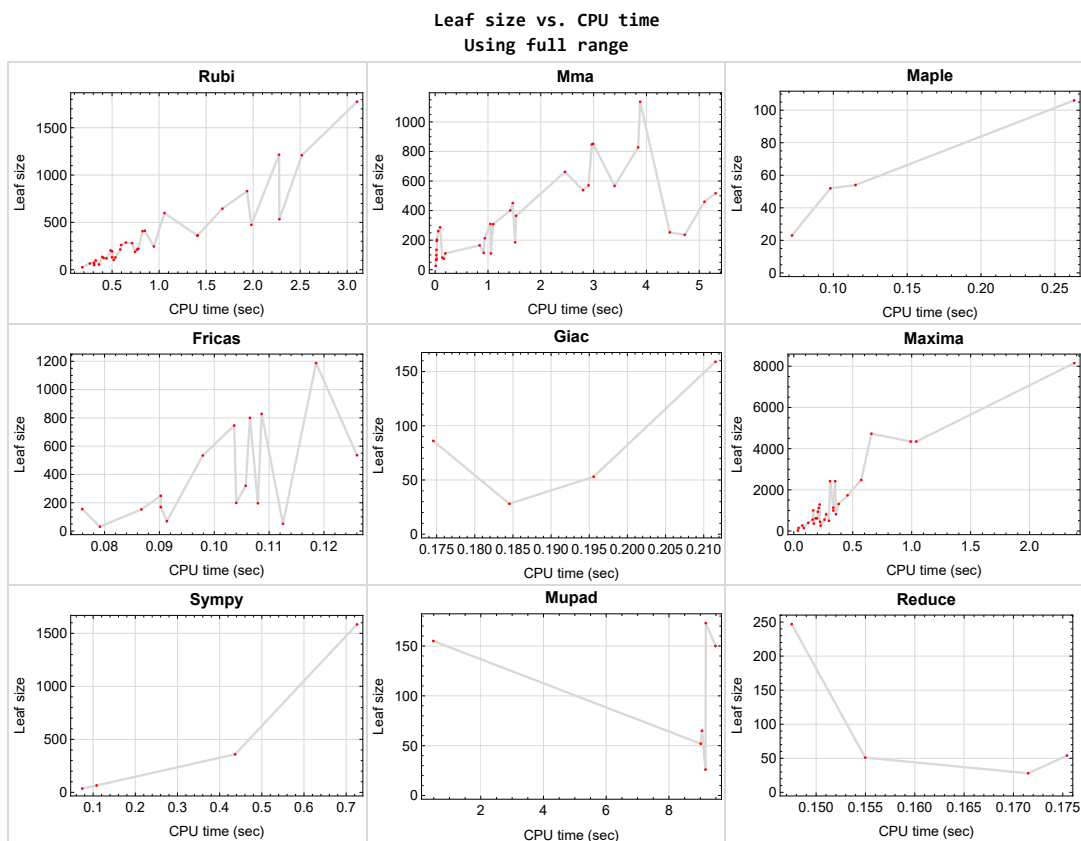 Leaf size vs. CPU time
Using full range
Rubi
Leaf size
1500
1000
500
0
0.5 1.0 1.5 2.0 2.5 3.0
CPU time (sec)
Mma
Leaf size
1000
800
600
400
200
0
0 1 2 3 4 5
CPU time (sec)
Maple
Leaf size
100
80
60
40
20
0
0.10 0.15 0.20 0.25
CPU time (sec)
Fricas
Leaf size
1200
1000
800
600
400
200
0
0.08 0.09 0.10 0.11 0.12
CPU time (sec)
Giac
Leaf size
150
100
50
0
0.175 0.180 0.185 0.190 0.195 0.200 0.205 0.210
CPU time (sec)
Maxima
Leaf size
8000
6000
4000
2000
0
0.0 0.5 1.0 1.5 2.0
CPU time (sec)
Sympy
Leaf size
1500
1000
500
0
0.1 0.2 0.3 0.4 0.5 0.6 0.7
CPU time (sec)
Mupad
Leaf size
150
100
50
0
2 4 6 8
CPU time (sec)
Reduce
Leaf size
250
200
150
100
50
0
0.150 0.155 0.160 0.165 0.170 0.175
CPU time (sec)